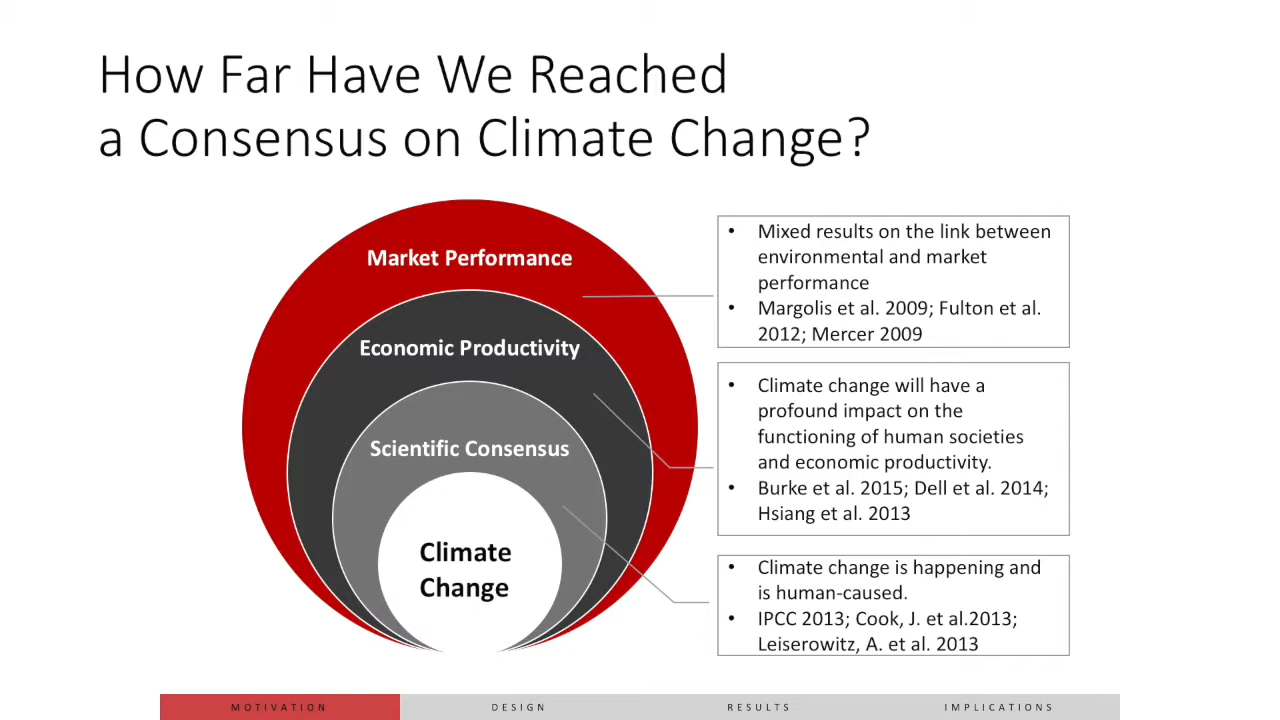 How Far Have We Reached
a Consensus on Climate Change?
Market Performance
Economic Productivity
Scientific Consensus
Climate
Change
• Mixed results on the link between
environmental and market
performance
• Margolis et al. 2009; Fulton et al.
2012; Mercer 2009
• Climate change will have a
profound impact on the
functioning of human societies
and economic productivity.
• Burke et al. 2015; Dell et al. 2014;
Hsiang et al. 2013
• Climate change is happening and
is human-caused.
• IPCC 2013; Cook, J. et al.2013;
Leiserowitz, A. et al. 2013
MOTIVATION DESIGN RESULTS IMPLICATIONS